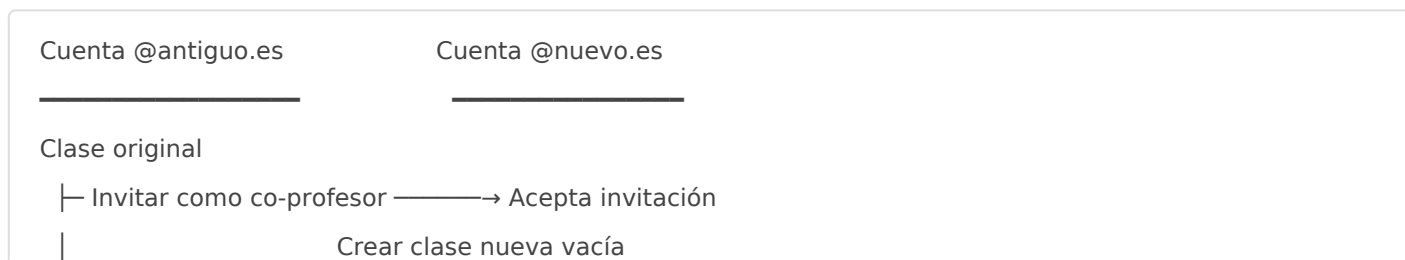 Cuenta @antiguo.es                    Cuenta @nuevo.es
━━━━━━━━━━━━━━━━━━                    ━━━━━━━━━━━━━━━━
Clase original
  ├─ Invitar como co-profesor ──────→ Acepta invitación
  │                                   Crear clase nueva vacía